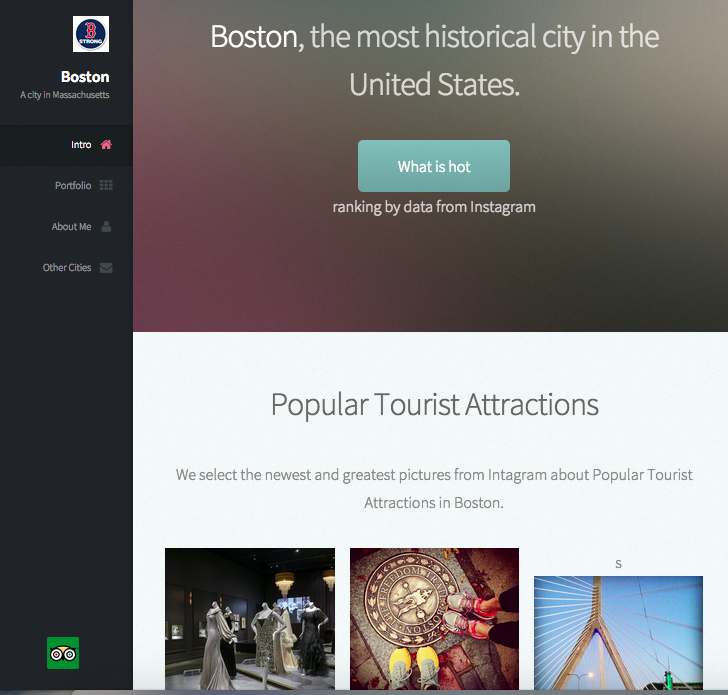 B
STRONG
Boston
A city in Massachusetts
Intro
Portfolio
About Me
Other Cities
Boston, the most historical city in the
United States.
What is hot
ranking by data from Instagram
Popular Tourist Attractions
We select the newest and greatest pictures from Intagram about Popular Tourist
Attractions in Boston.
THE FREEDOM TRAIL
BOSTON
s